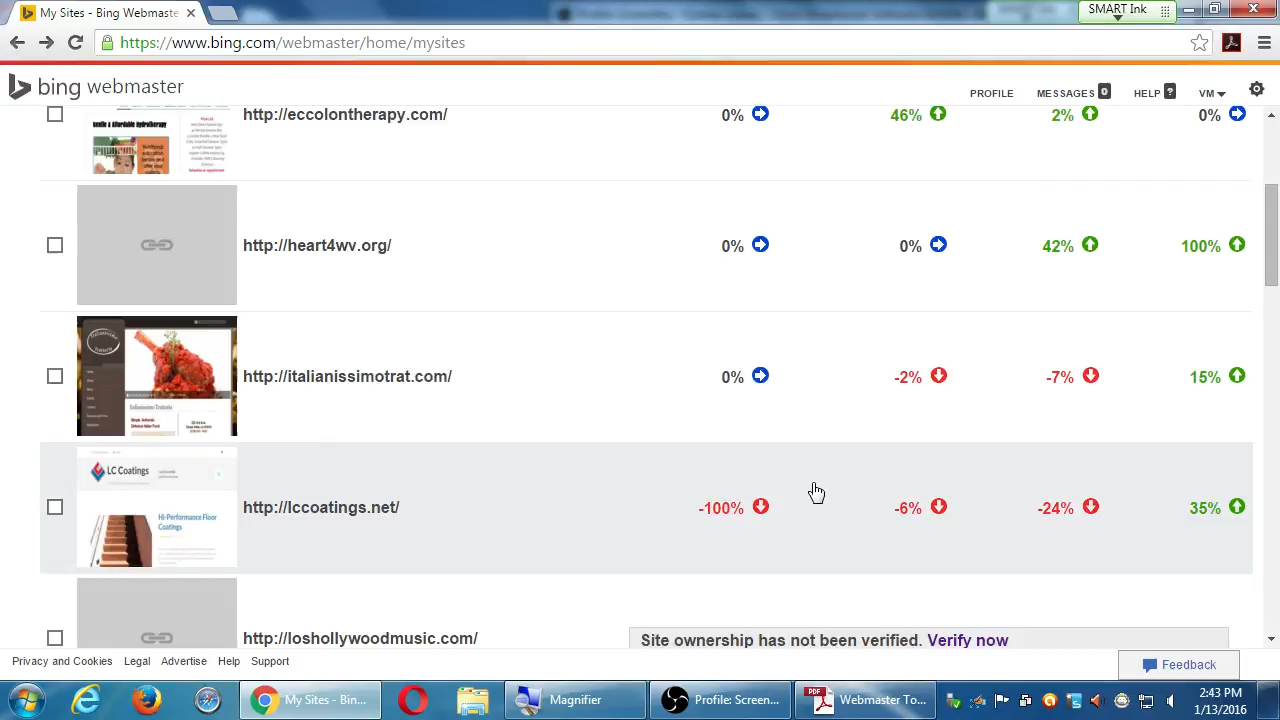 My Sites - Bing Webmaste
SMART Ink
https://www.bing.com/webmaster/home/mysites
bing webmaster
PROFILE MESSAGES 0 HELP ? VM
http://eccolontherapy.com/ 0% 46% 2% 0%
Gentle & Affordable Hydrotherapy
http://heart4wv.org/ 0% 0% 42% 100%
http://italianissimotrat.com/ 0% -2% -7% 15%
LC Coatings
Hi-Performance Floor
Coatings
http://lccoatings.net/ -100% -6% -24% 35%
http://loshollywoodmusic.com/ Site ownership has not been verified. Verify now
Privacy and Cookies Legal Advertise Help Support
Feedback
My Sites - Bin... Magnifier Profile: Screen... PDF Webmaster To...
2:43 PM
1/13/2016